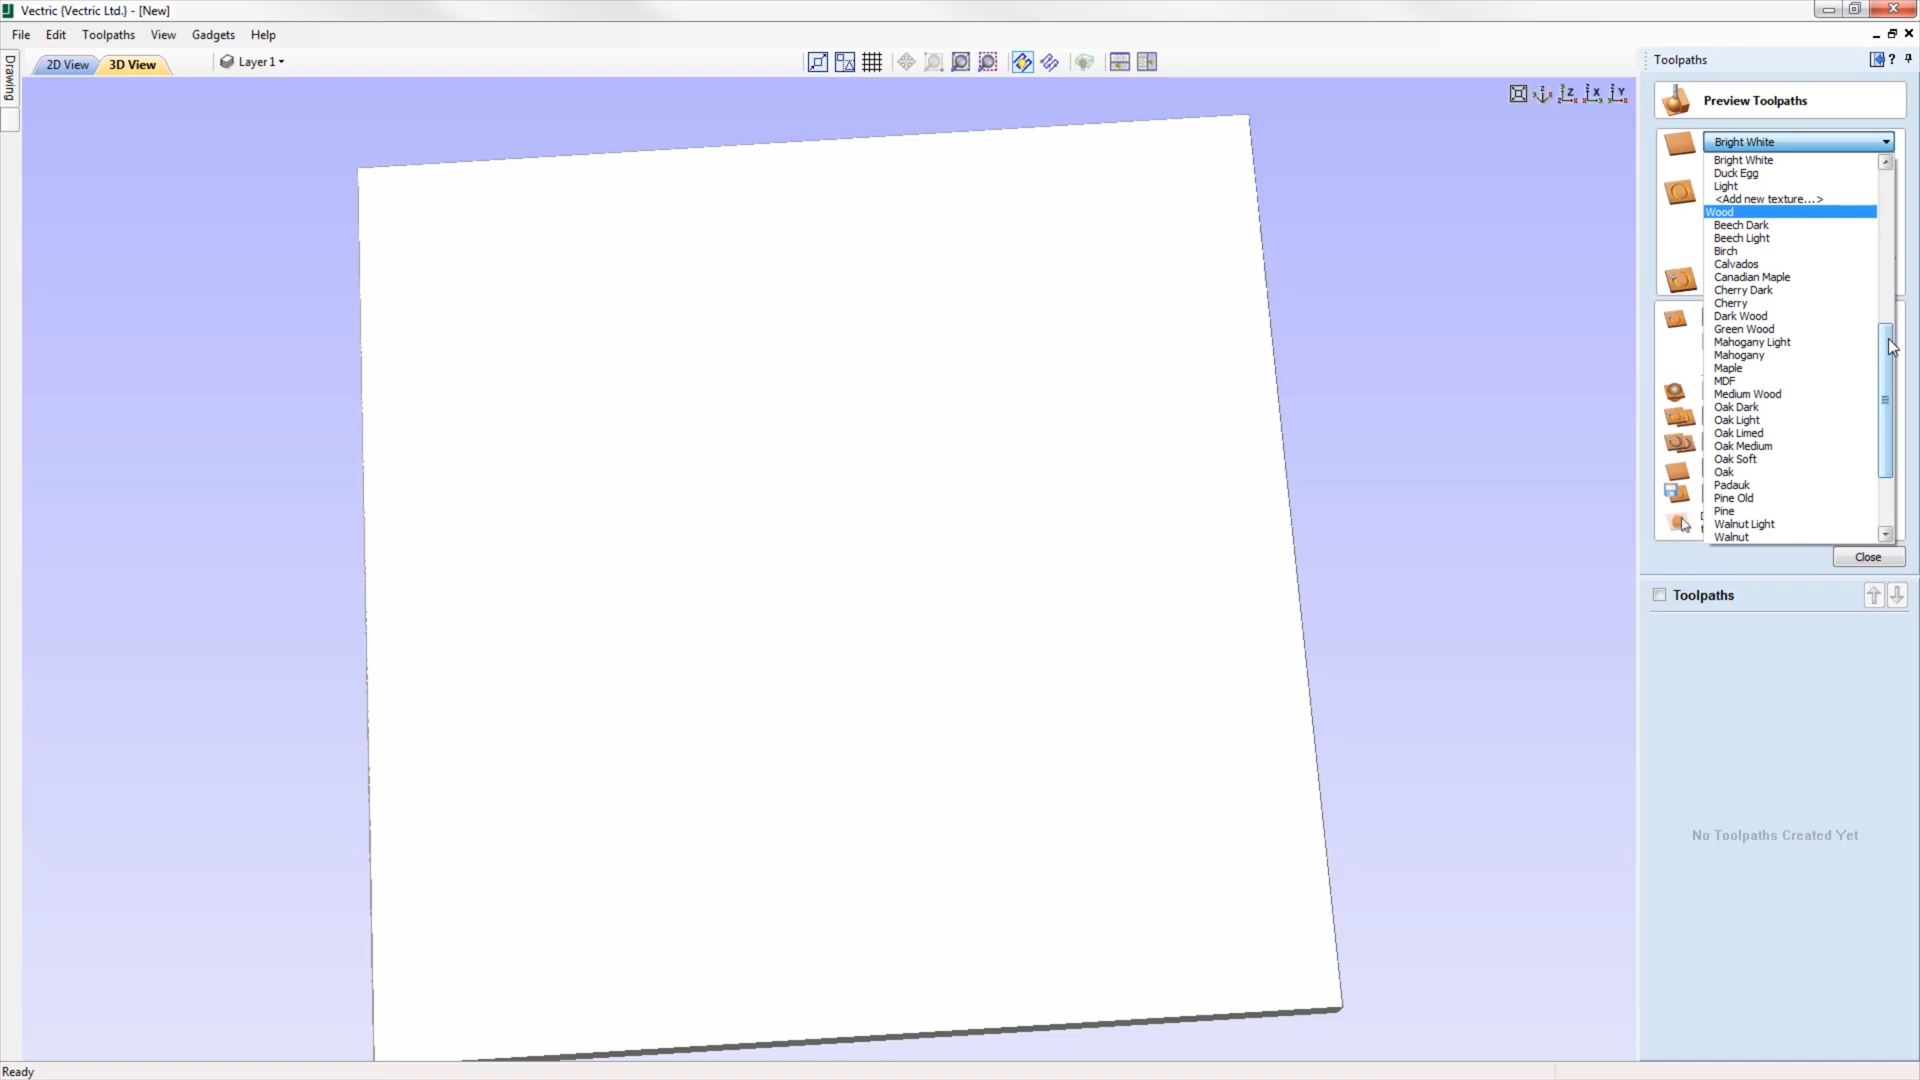 Vectric {Vectric Ltd.} - [New]
File Edit Toolpaths View Gadgets Help
Drawing
2D View 3D View Layer 1
Toolpaths
Preview Toolpaths
Bright White
Bright White
Duck Egg
Light
<Add new texture...>
Wood
Beech Dark
Beech Light
Birch
Calvados
Canadian Maple
Cherry Dark
Cherry
Dark Wood
Green Wood
Mahogany Light
Mahogany
Maple
MDF
Medium Wood
Oak Dark
Oak Light
Oak Limed
Oak Medium
Oak Soft
Oak
Padauk
Pine Old
Pine
Walnut Light
Walnut
Close
Toolpaths
No Toolpaths Created Yet
Ready